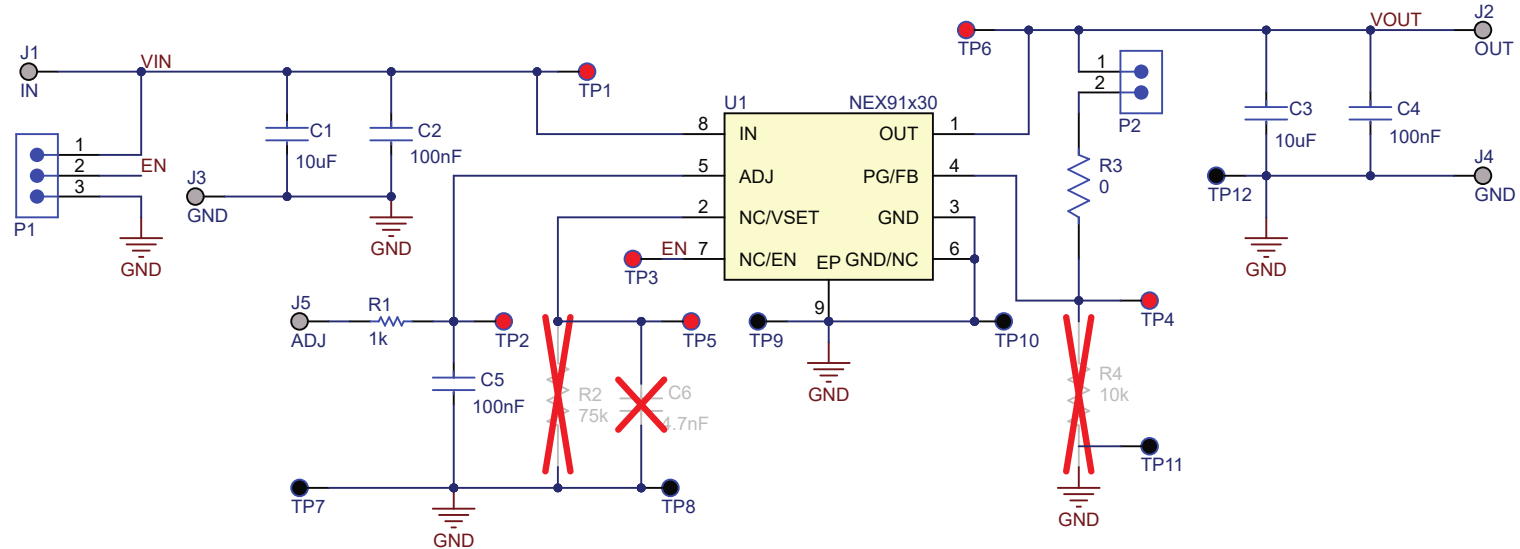 J1
IN
VIN
TP1
C1
10uF
C2
100nF
1
2
3
EN
P1
GND
J3
GND
GND
U1
NEX91x30
8
IN
OUT
1
5
ADJ
PG/FB
4
2
NC/VSET
GND
3
7
NC/EN
EP
GND/NC
6
9
EN
TP3
TP6
VOUT
J2
OUT
1
2
P2
R3
0
C3
10uF
C4
100nF
TP12
J4
GND
GND
J5
ADJ
R1
1k
TP2
TP5
TP9
TP10
GND
TP4
C5
100nF
R2
75k
C6
4.7nF
R4
10k
TP11
GND
TP7
TP8
GND